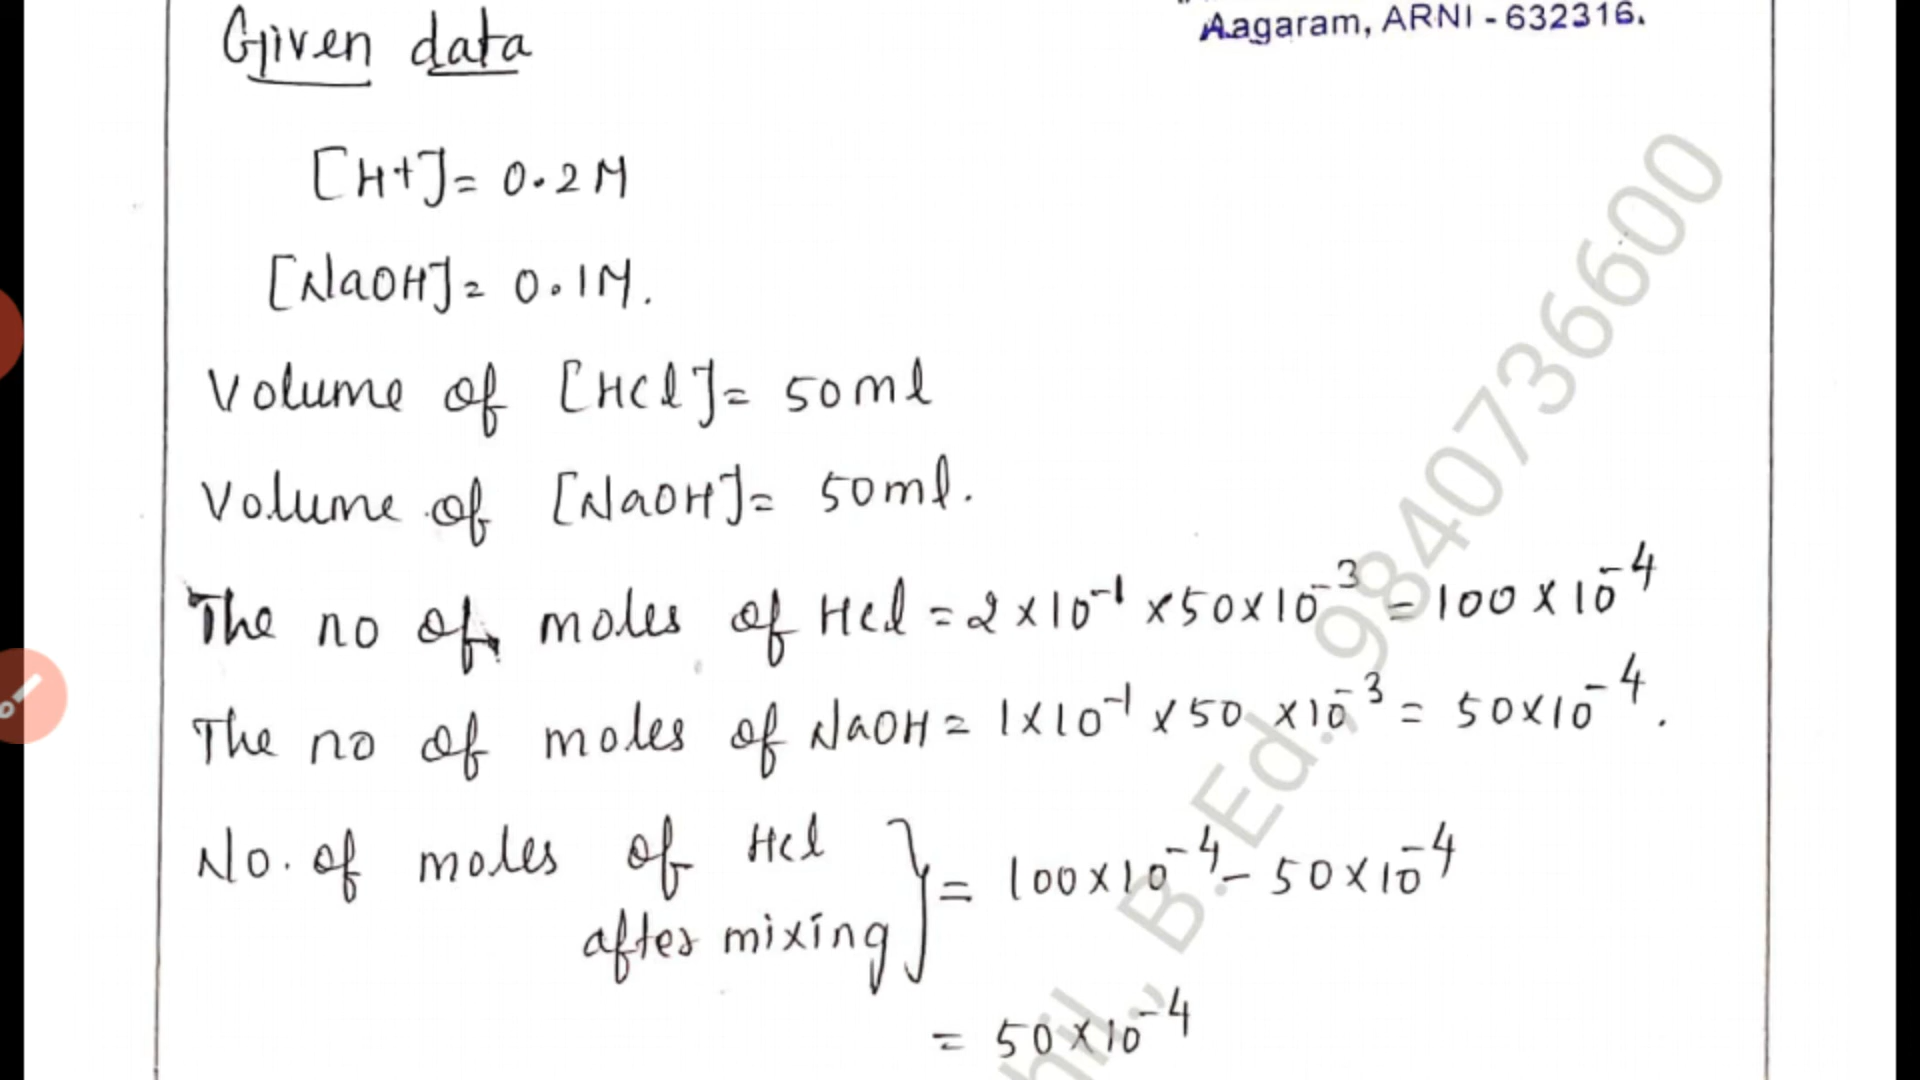 Aagaram, ARNI - 632316.
Given data
[H+] = 0.2M
[NaOH] = 0.1M.
Volume of [HCl] = 50ml
Volume of [NaOH] = 50ml.
The no of moles of Hcl = 2 × 10⁻¹ × 50 × 10⁻³ = 100 × 10⁻⁴
The no of moles of NaOH = 1 × 10⁻¹ × 50 × 10⁻³ = 50 × 10⁻⁴.
No. of moles of Hcl
after mixing } = 100 × 10⁻⁴ - 50 × 10⁻⁴
= 50 × 10⁻⁴
B.Ed., 9840736600